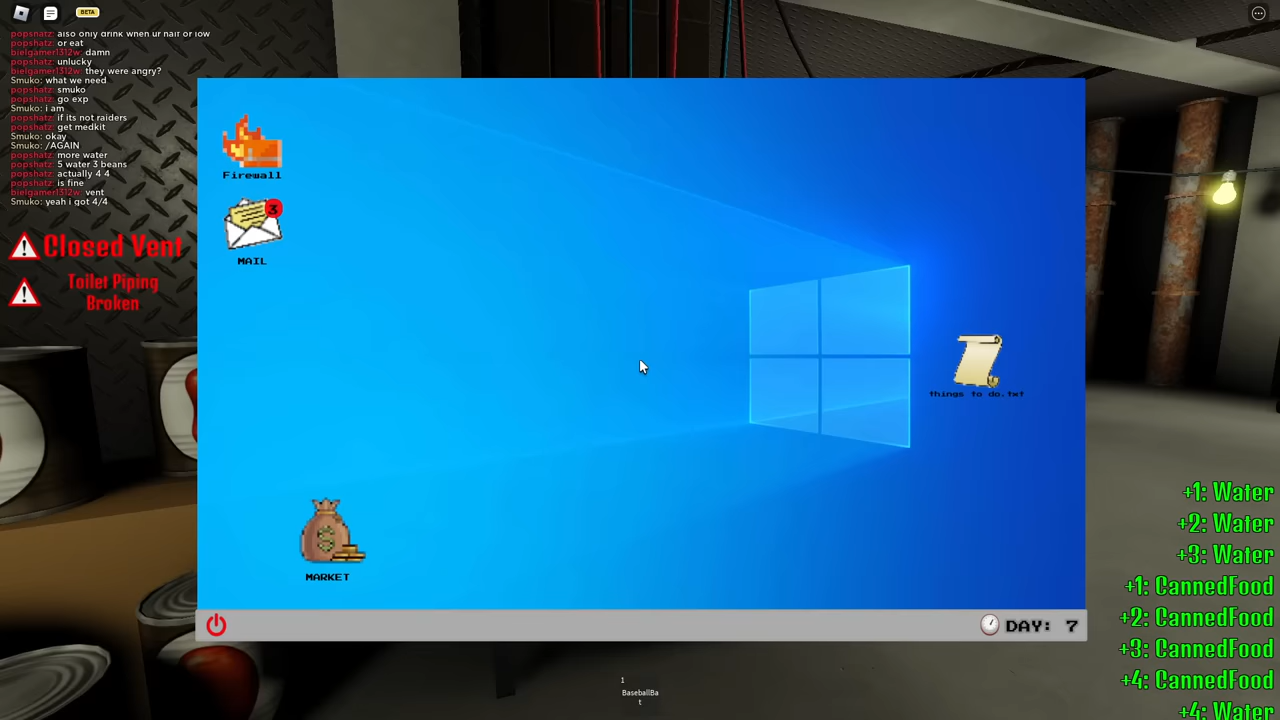 BETA
popshatz: also only drink when ur half or low
popshatz: or eat
bielgamer1312w: damn
popshatz: unlucky
bielgamer1312w: they were angry?
Smuko: what we need
popshatz: smuko
popshatz: go exp
Smuko: i am
popshatz: if its not raiders
popshatz: get medkit
Smuko: okay
Smuko: /AGAIN
popshatz: more water
popshatz: 5 water 3 beans
popshatz: actually 4 4
popshatz: is fine
bielgamer1312w: vent
Smuko: yeah i got 4/4
Closed Vent
Toilet Piping
Broken
Firewall
3
MAIL
things to do.txt
MARKET
DAY: 7
+1: Water
+2: Water
+3: Water
+1: CannedFood
+2: CannedFood
+3: CannedFood
+4: CannedFood
+4: Water
1
BaseballBa
t